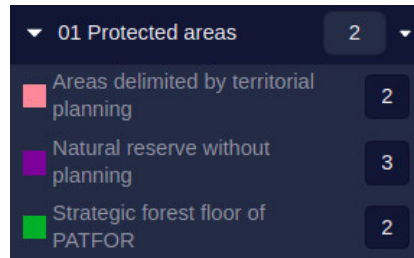 01 Protected areas 2
Areas delimited by territorial
planning
2
Natural reserve without
planning
3
Strategic forest floor of
PATFOR
2